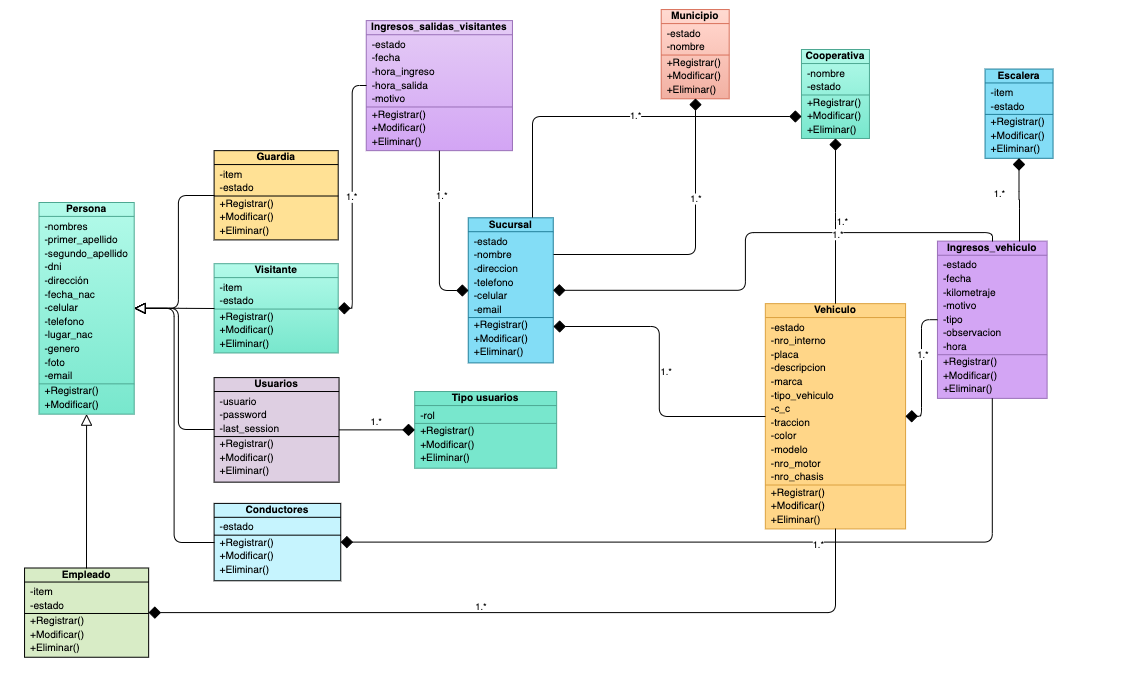 Ingresos_salidas_visitantes
-estado
-fecha
-hora_ingreso
-hora_salida
-motivo
+Registrar()
+Modificar()
+Eliminar()
Municipio
-estado
-nombre
+Registrar()
+Modificar()
+Eliminar()
Cooperativa
-nombre
-estado
+Registrar()
+Modificar()
+Eliminar()
Escalera
-item
-estado
+Registrar()
+Modificar()
+Eliminar()
1.*
Guardia
-item
-estado
+Registrar()
+Modificar()
+Eliminar()
1.*
1.*
1.*
1.*
1.*
1.*
Persona
-nombres
-primer_apellido
-segundo_apellido
-dni
-dirección
-fecha_nac
-celular
-telefono
-lugar_nac
-genero
-foto
-email
+Registrar()
+Modificar()
Visitante
-item
-estado
+Registrar()
+Modificar()
+Eliminar()
Sucursal
-estado
-nombre
-direccion
-telefono
-celular
-email
+Registrar()
+Modificar()
+Eliminar()
Ingresos_vehiculo
-estado
-fecha
-kilometraje
-motivo
-tipo
-observacion
-hora
+Registrar()
+Modificar()
+Eliminar()
Vehiculo
-estado
-nro_interno
-placa
-descripcion
-marca
-tipo_vehiculo
-c_c
-traccion
-color
-modelo
-nro_motor
-nro_chasis
+Registrar()
+Modificar()
+Eliminar()
1.*
1.*
Usuarios
-usuario
-password
-last_session
+Registrar()
+Modificar()
+Eliminar()
1.*
Tipo usuarios
-rol
+Registrar()
+Modificar()
+Eliminar()
Conductores
-estado
+Registrar()
+Modificar()
+Eliminar()
1.*
Empleado
-item
-estado
+Registrar()
+Modificar()
+Eliminar()
1.*